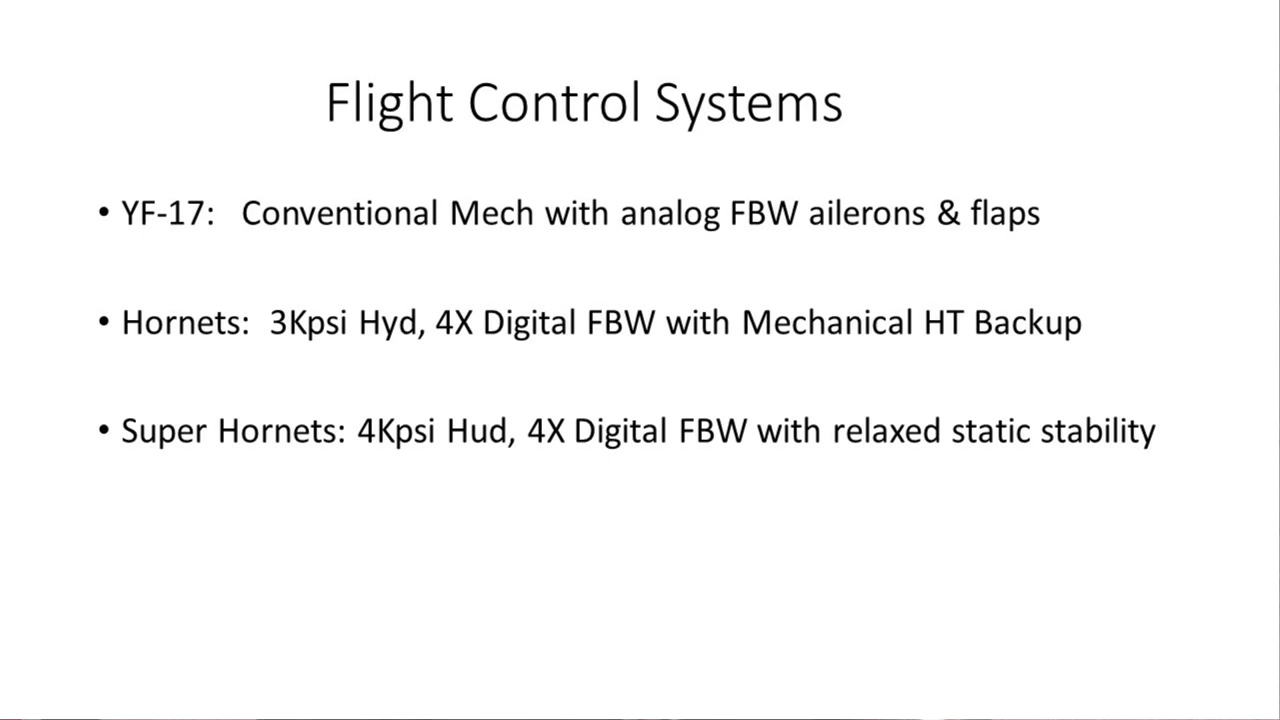 Flight Control Systems
• YF-17: Conventional Mech with analog FBW ailerons & flaps
• Hornets: 3Kpsi Hyd, 4X Digital FBW with Mechanical HT Backup
• Super Hornets: 4Kpsi Hud, 4X Digital FBW with relaxed static stability